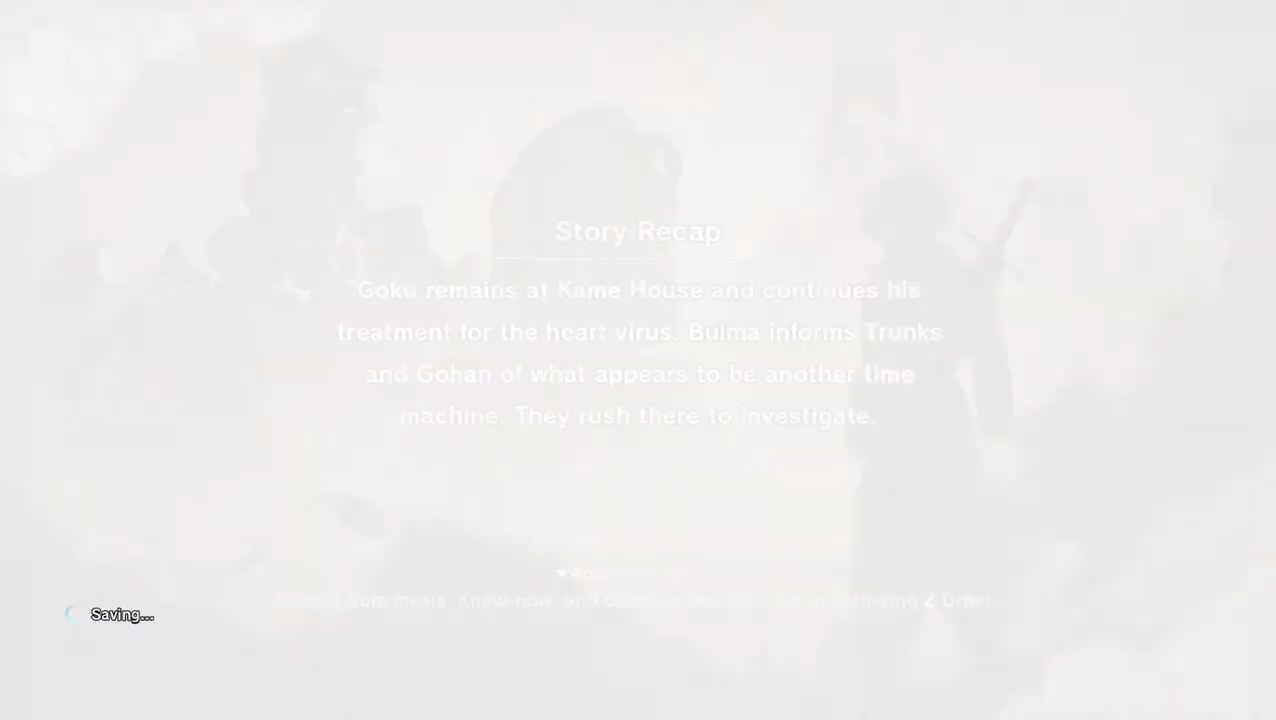 Story Recap
Goku remains at Kame House and continues his
treatment for the heart virus. Bulma informs Trunks
and Gohan of what appears to be another time
machine. They rush there to investigate.
Z Orbs!
Saving...